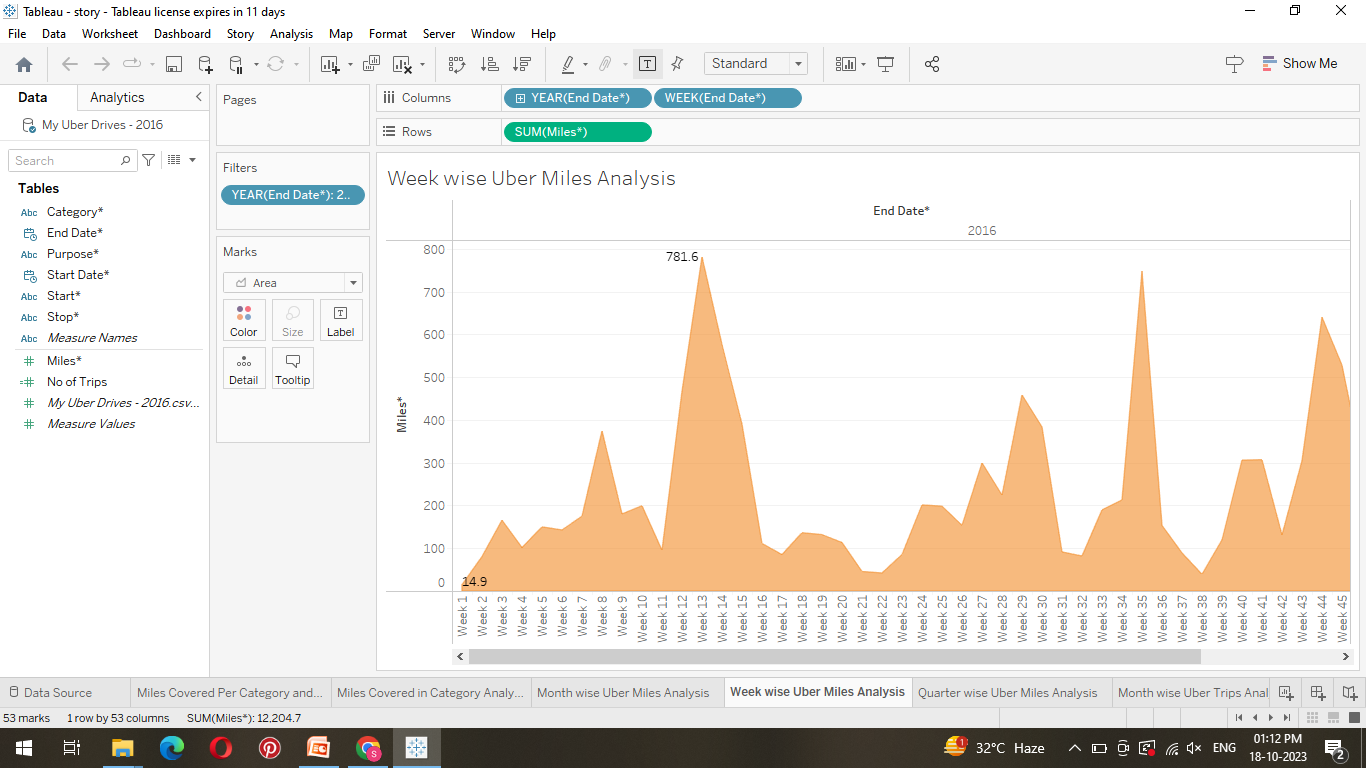 Tableau - story - Tableau license expires in 11 days
File Data Worksheet Dashboard Story Analysis Map Format Server Window Help
Standard
Show Me
Data Analytics
My Uber Drives - 2016
Search
Tables
Abc Category*
End Date*
Abc Purpose*
Start Date*
Abc Start*
Abc Stop*
Abc Measure Names
Miles*
No of Trips
My Uber Drives - 2016.csv...
Measure Values
Pages
Filters
YEAR(End Date*): 2..
Marks
Area
Color Size Label
Detail Tooltip
Columns YEAR(End Date*) WEEK(End Date*)
Rows SUM(Miles*)
Week wise Uber Miles Analysis
End Date*
2016
Miles*
800
700
600
500
400
300
200
100
0
781.6
14.9
Week 1
Week 2
Week 3
Week 4
Week 5
Week 6
Week 7
Week 8
Week 9
Week 10
Week 11
Week 12
Week 13
Week 14
Week 15
Week 16
Week 17
Week 18
Week 19
Week 20
Week 21
Week 22
Week 23
Week 24
Week 25
Week 26
Week 27
Week 28
Week 29
Week 30
Week 31
Week 32
Week 33
Week 34
Week 35
Week 36
Week 37
Week 38
Week 39
Week 40
Week 41
Week 42
Week 43
Week 44
Week 45
Data Source Miles Covered Per Category and... Miles Covered in Category Analy... Month wise Uber Miles Analysis Week wise Uber Miles Analysis Quarter wise Uber Miles Analysis Month wise Uber Trips Anal
53 marks 1 row by 53 columns SUM(Miles*): 12,204.7
S
1
32°C Haze
ENG
01:12 PM
18-10-2023
2